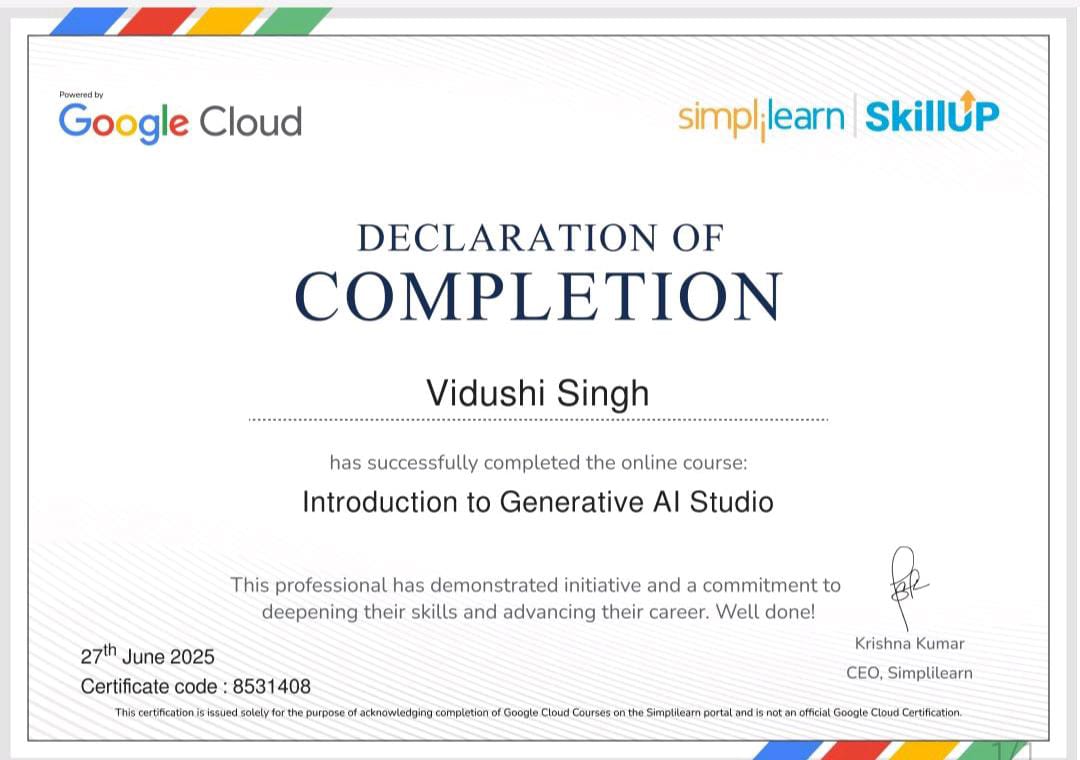 Powered by
Google Cloud
simplilearn | SkillUP
DECLARATION OF
COMPLETION
Vidushi Singh
has successfully completed the online course:
Introduction to Generative AI Studio
This professional has demonstrated initiative and a commitment to
deepening their skills and advancing their career. Well done!
27th June 2025
Certificate code : 8531408
Krishna Kumar
CEO, Simplilearn
This certification is issued solely for the purpose of acknowledging completion of Google Cloud Courses on the Simplilearn portal and is not an official Google Cloud Certification.